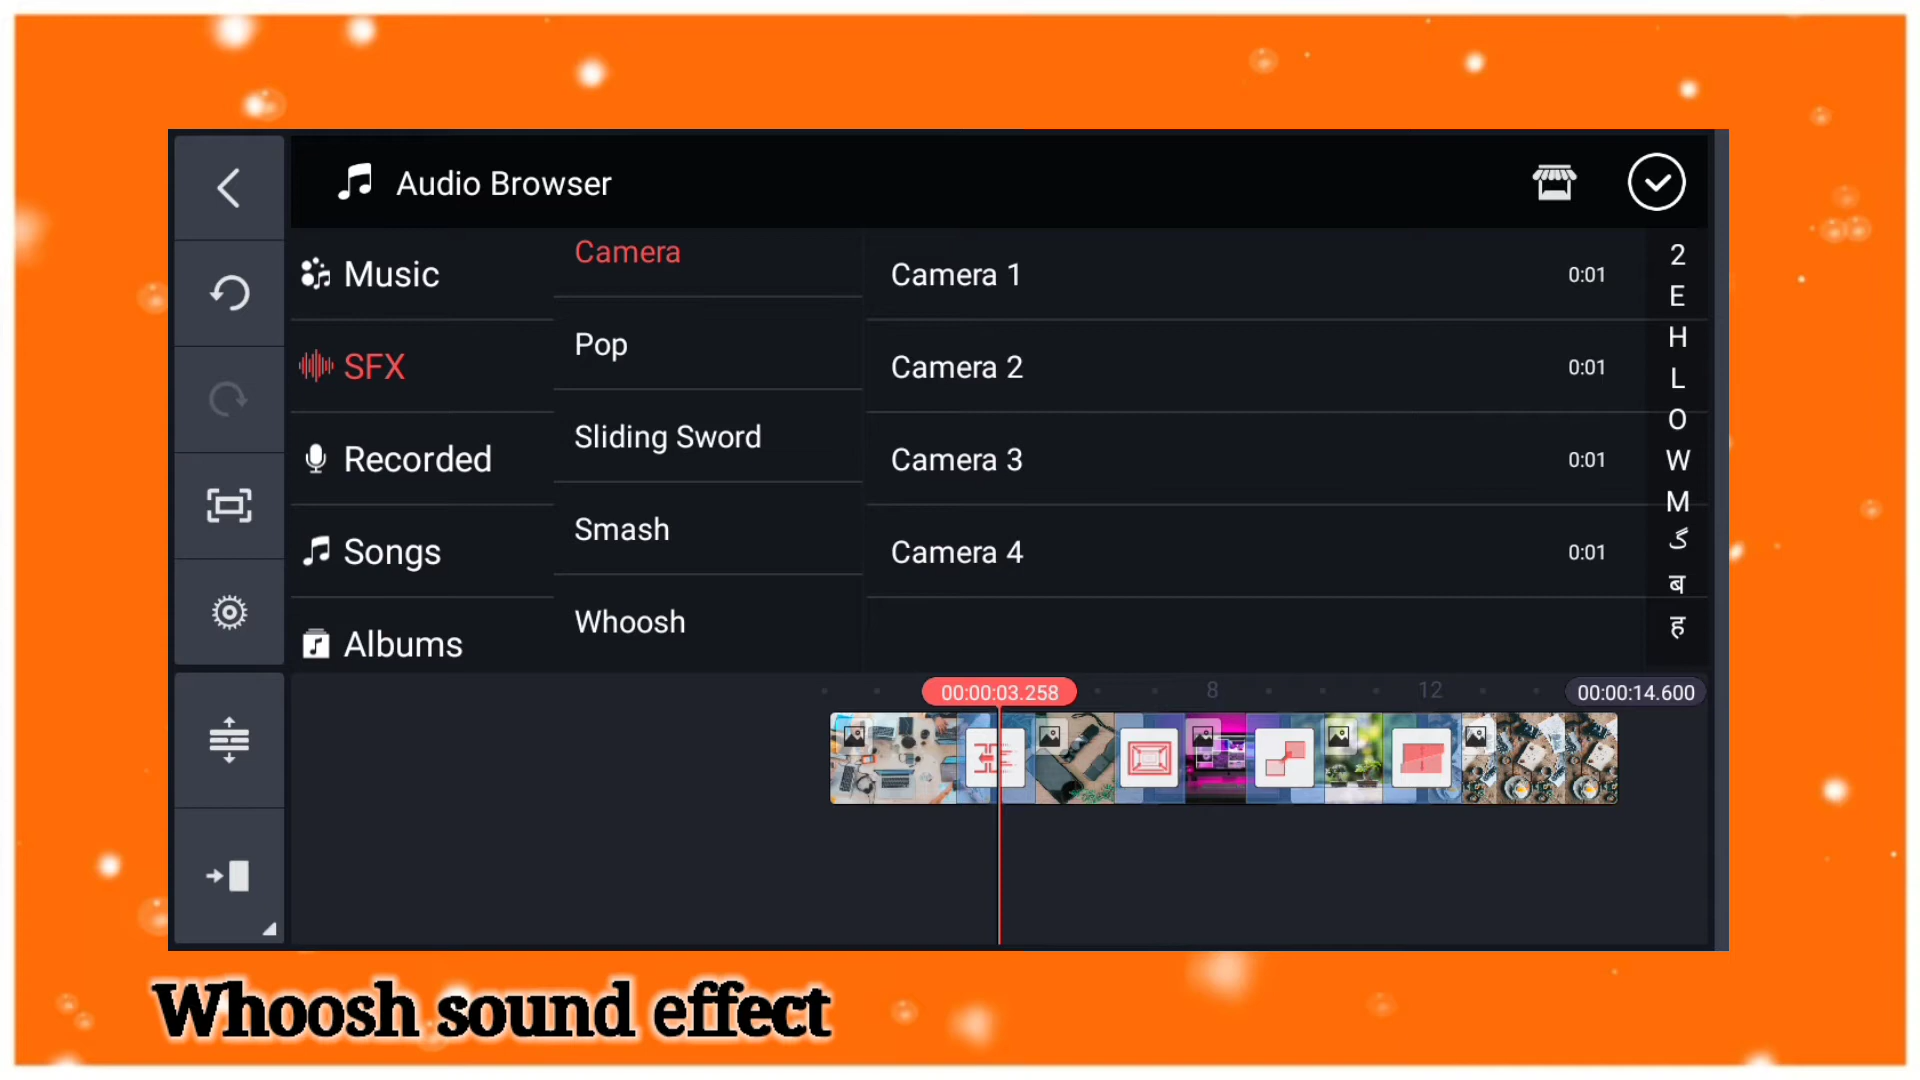 Audio Browser
Music
SFX
Recorded
Songs
Albums
Camera
Pop
Sliding Sword
Smash
Whoosh
Camera 1 0:01
Camera 2 0:01
Camera 3 0:01
Camera 4 0:01
2
E
H
L
O
W
M
گ
ब
ह
00:00:03.258 8 12 00:00:14.600
Whoosh sound effect